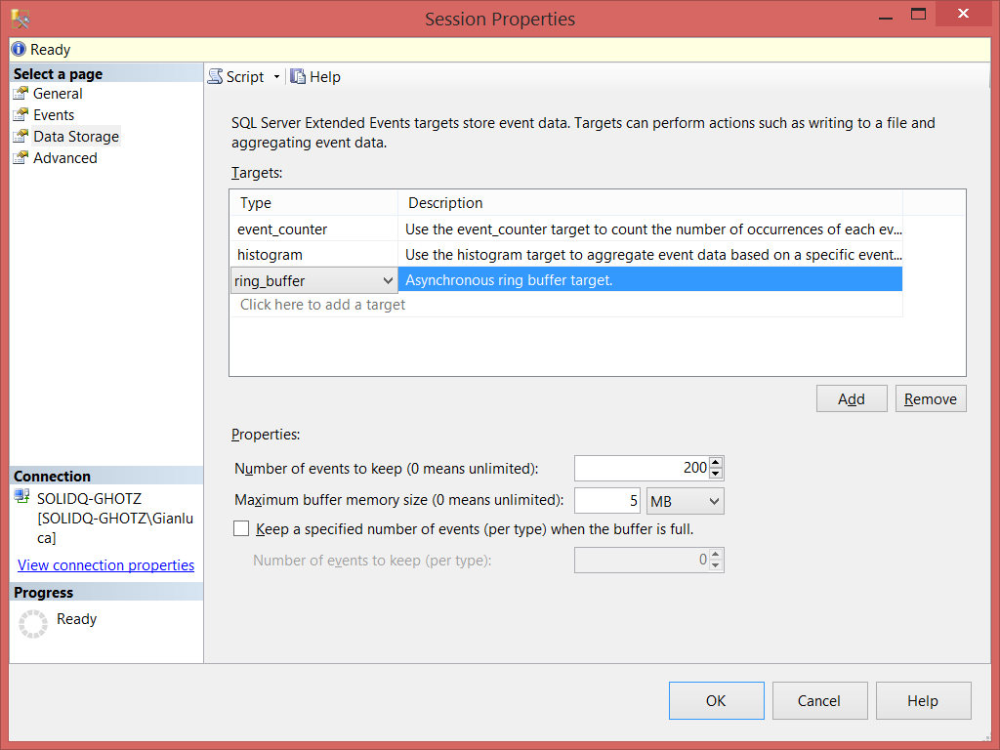 Session Properties
Ready
Select a page
General
Events
Data Storage
Advanced
Script
Help
SQL Server Extended Events targets store event data. Targets can perform actions such as writing to a file and
aggregating event data.
Targets:
Type Description
event_counter Use the event_counter target to count the number of occurrences of each ev...
histogram Use the histogram target to aggregate event data based on a specific event...
ring_buffer Asynchronous ring buffer target.
Click here to add a target
Add Remove
Properties:
Number of events to keep (0 means unlimited): 200
Maximum buffer memory size (0 means unlimited): 5 MB
Keep a specified number of events (per type) when the buffer is full.
Number of events to keep (per type): 0
Connection
SOLIDQ-GHOTZ
[SOLIDQ-GHOTZ\Gianlu
ca]
View connection properties
Progress
Ready
OK Cancel Help